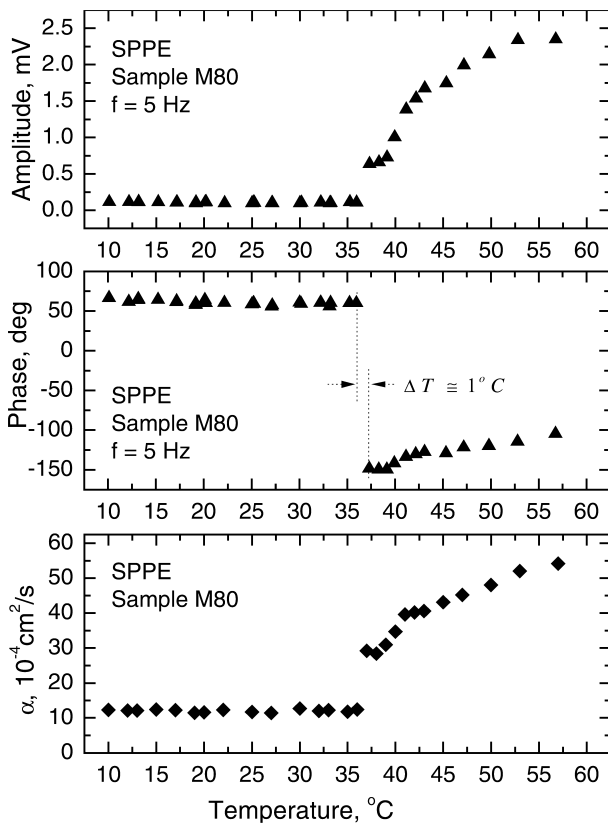 2.5
2.0
1.5
1.0
0.5
0.0
Amplitude, mV
SPPE
Sample M80
f = 5 Hz
10 15 20 25 30 35 40 45 50 55 60
100
50
0
-50
-100
-150
Phase, deg
Δ T ≅ 1° C
SPPE
Sample M80
f = 5 Hz
10 15 20 25 30 35 40 45 50 55 60
60
50
40
30
20
10
0
α, 10⁻⁴cm²/s
SPPE
Sample M80
10 15 20 25 30 35 40 45 50 55 60
Temperature, °C